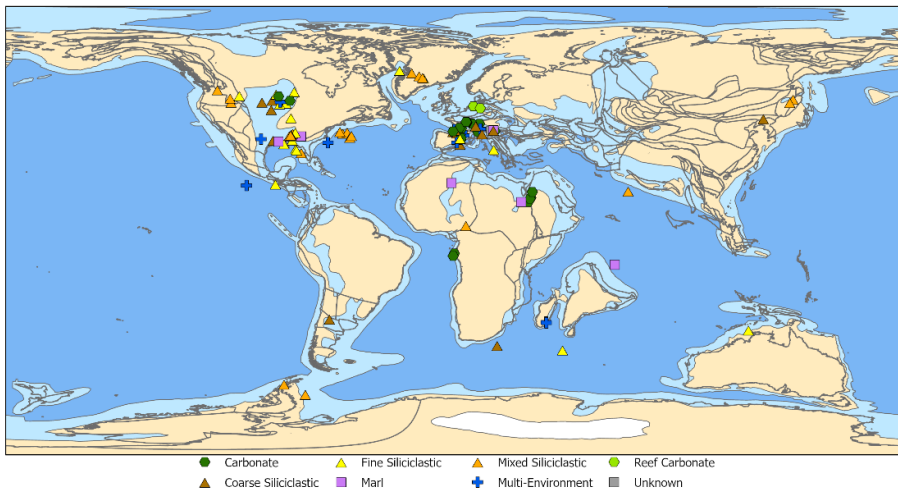 Carbonate Fine Siliciclastic Mixed Siliciclastic Reef Carbonate
Coarse Siliciclastic Marl Multi-Environment Unknown